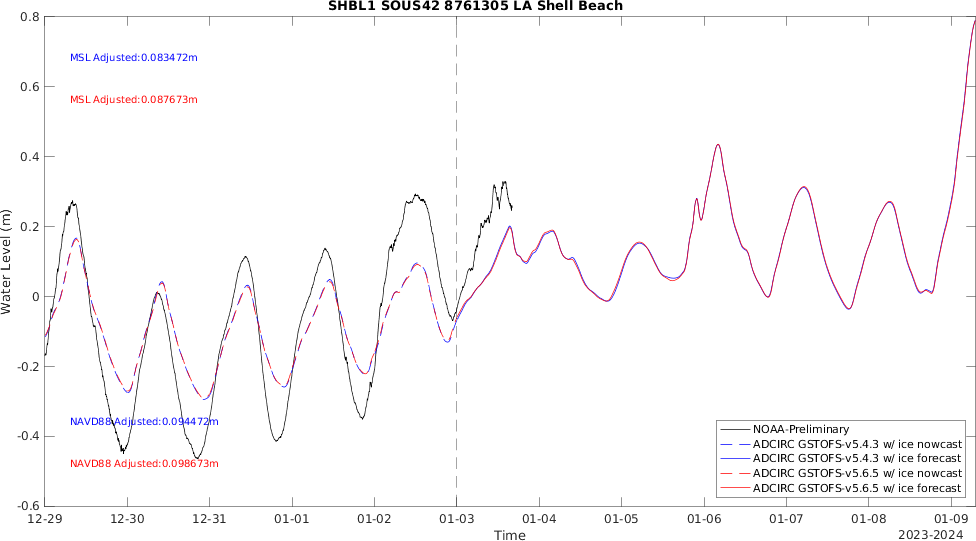 SHBL1 SOUS42 8761305 LA Shell Beach
0.8
0.6
0.4
0.2
0
-0.2
-0.4
-0.6
Water Level (m)
MSL Adjusted:0.083472m
MSL Adjusted:0.087673m
NAVD88 Adjusted:0.094472m
NAVD88 Adjusted:0.098673m
NOAA-Preliminary
ADCIRC GSTOFS-v5.4.3 w/ ice nowcast
ADCIRC GSTOFS-v5.4.3 w/ ice forecast
ADCIRC GSTOFS-v5.6.5 w/ ice nowcast
ADCIRC GSTOFS-v5.6.5 w/ ice forecast
12-29 12-30 12-31 01-01 01-02 01-03 01-04 01-05 01-06 01-07 01-08 01-09
2023-2024
Time